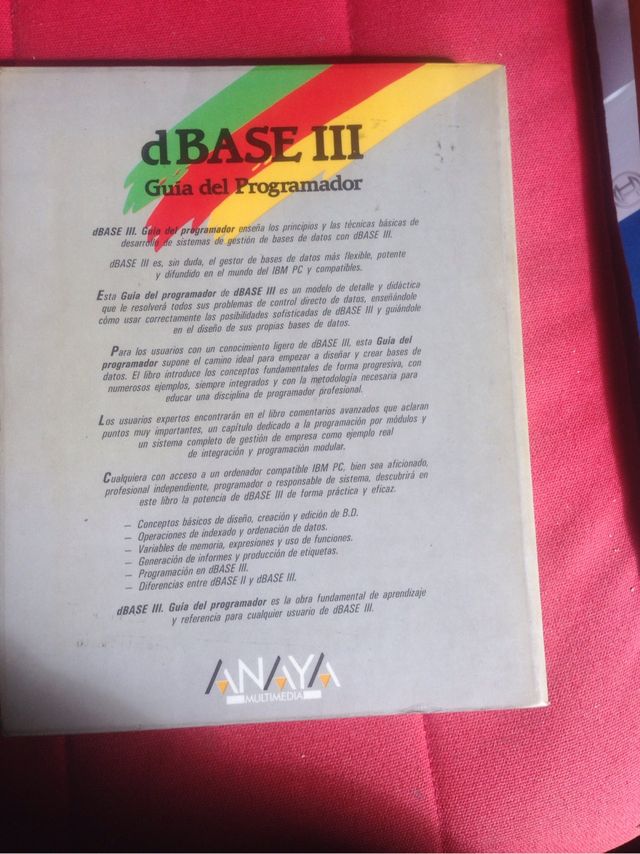 dBASE III
Guía del Programador
dBASE III. Guía del programador enseña los principios y las técnicas básicas de
desarrollo de sistemas de gestión de bases de datos con dBASE III.
dBASE III es, sin duda, el gestor de bases de datos más flexible, potente
y difundido en el mundo del IBM PC y compatibles.
Esta Guía del programador de dBASE III es un modelo de detalle y didáctica
que le resolverá todos sus problemas de control directo de datos, enseñándole
cómo usar correctamente las posibilidades sofisticadas de dBASE III y guiándole
en el diseño de sus propias bases de datos.
Para los usuarios con un conocimiento ligero de dBASE III, esta Guía del
programador supone el camino ideal para empezar a diseñar y crear bases de
datos. El libro introduce los conceptos fundamentales de forma progresiva, con
numerosos ejemplos, siempre integrados y con la metodología necesaria para
educar una disciplina de programador profesional.
Los usuarios expertos encontrarán en el libro comentarios avanzados que aclaran
puntos muy importantes, un capítulo dedicado a la programación por módulos y
un sistema completo de gestión de empresa como ejemplo real
de integración y programación modular.
Cualquiera con acceso a un ordenador compatible IBM PC, bien sea aficionado,
profesional independiente, programador o responsable de sistema, descubrirá en
este libro la potencia de dBASE III de forma práctica y eficaz.
— Conceptos básicos de diseño, creación y edición de B.D.
— Operaciones de indexado y ordenación de datos.
— Variables de memoria, expresiones y uso de funciones.
— Generación de informes y producción de etiquetas.
— Programación en dBASE III.
— Diferencias entre dBASE II y dBASE III.
dBASE III. Guía del programador es la obra fundamental de aprendizaje
y referencia para cualquier usuario de dBASE III.
ANAYA
MULTIMEDIA